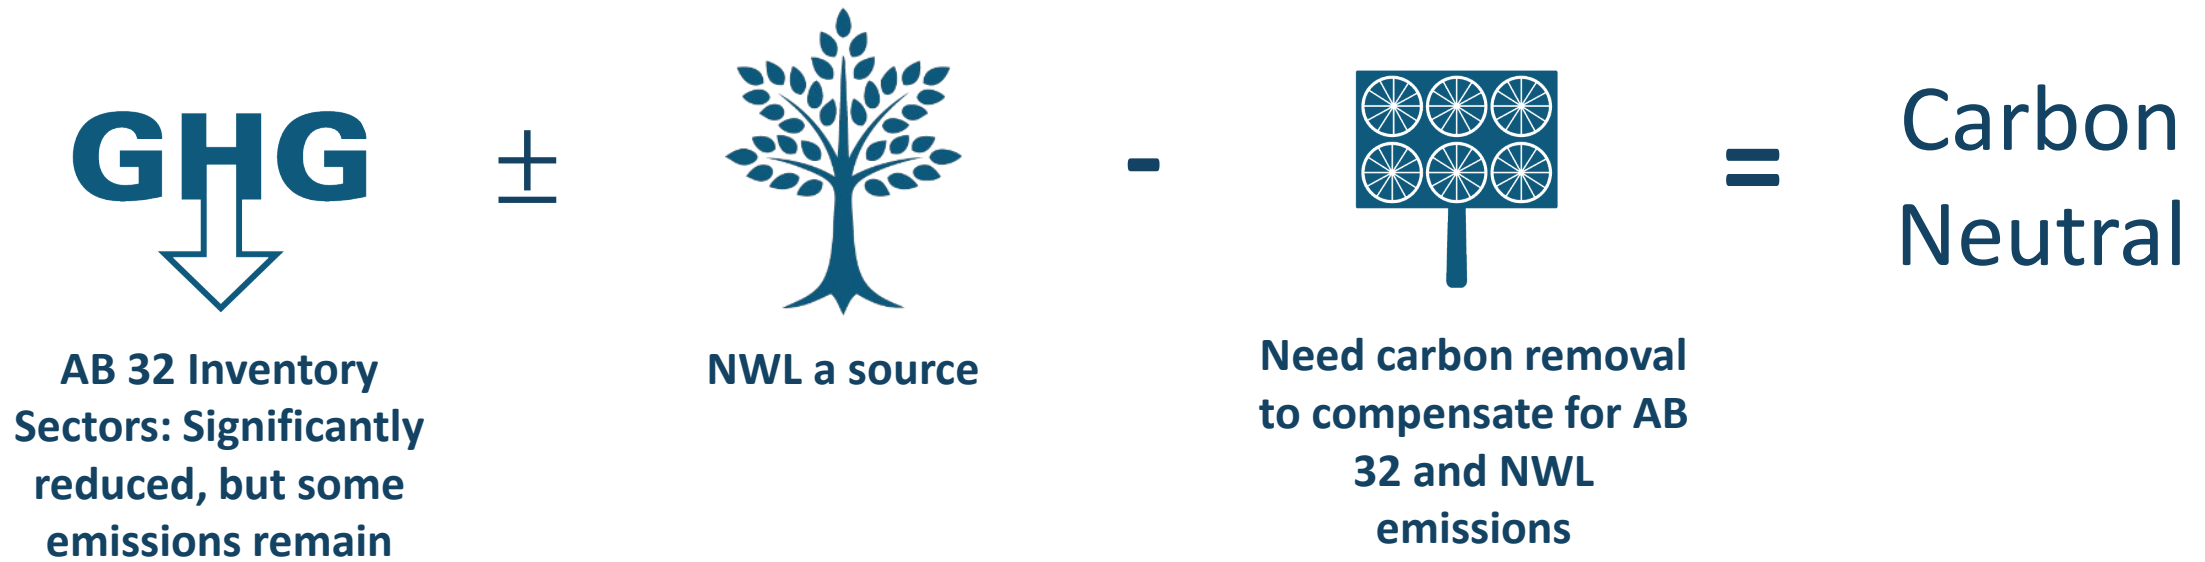 GHG
±
-
=
Carbon
Neutral
AB 32 Inventory
Sectors: Significantly
reduced, but some
emissions remain
NWL a source
Need carbon removal
to compensate for AB
32 and NWL
emissions